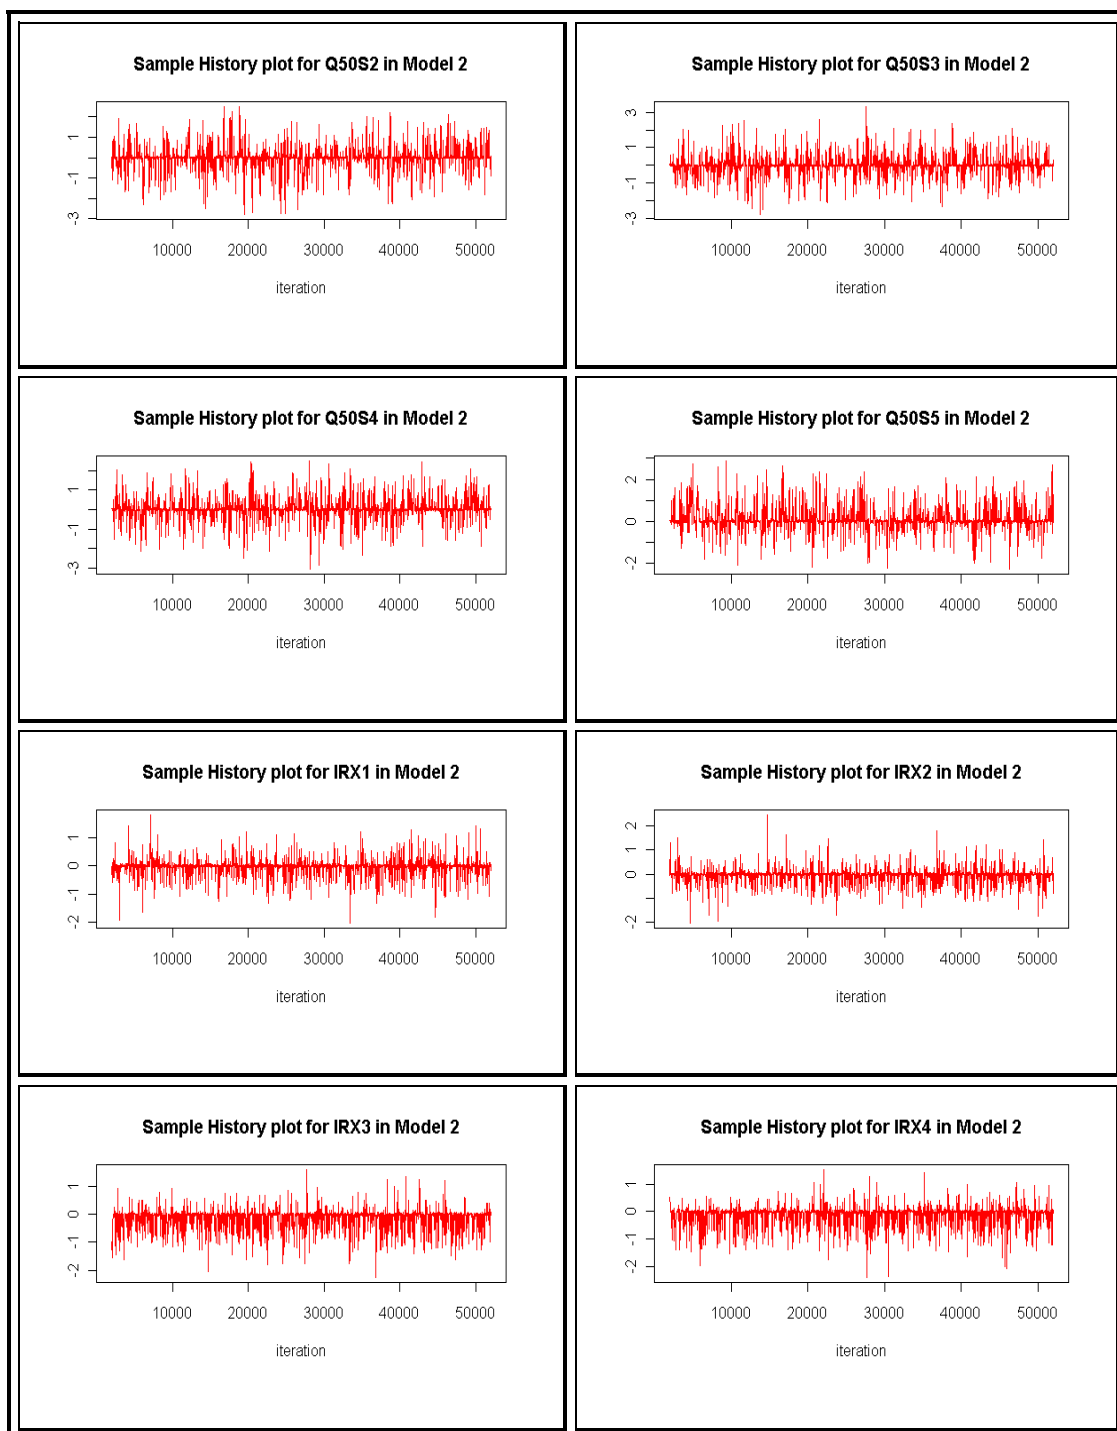 Sample History plot for Q50S2 in Model 2
1
-1
-3
10000 20000 30000 40000 50000
iteration
Sample History plot for Q50S3 in Model 2
3
1
-1
-3
10000 20000 30000 40000 50000
iteration
Sample History plot for Q50S4 in Model 2
1
-1
-3
10000 20000 30000 40000 50000
iteration
Sample History plot for Q50S5 in Model 2
2
0
-2
10000 20000 30000 40000 50000
iteration
Sample History plot for IRX1 in Model 2
1
0
-1
-2
10000 20000 30000 40000 50000
iteration
Sample History plot for IRX2 in Model 2
2
1
0
-1
-2
10000 20000 30000 40000 50000
iteration
Sample History plot for IRX3 in Model 2
1
0
-1
-2
10000 20000 30000 40000 50000
iteration
Sample History plot for IRX4 in Model 2
1
0
-1
-2
10000 20000 30000 40000 50000
iteration